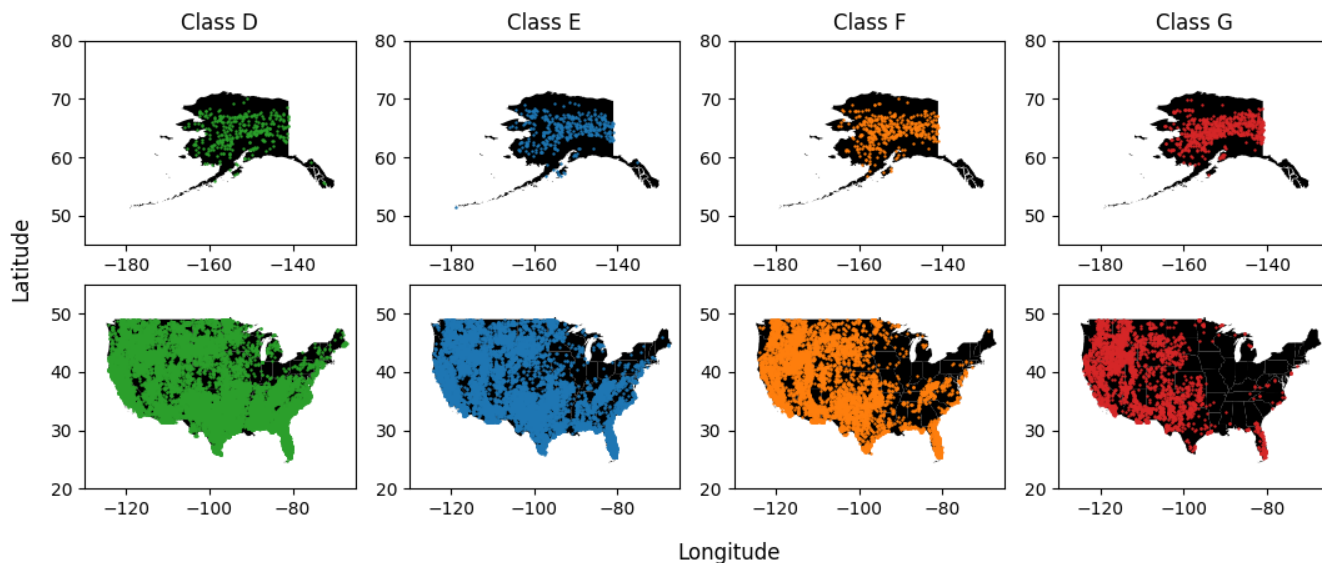 Class D Class E Class F Class G
80 80 80 80
70 70 70 70
60 60 60 60
50 50 50 50
−180 −160 −140 −180 −160 −140 −180 −160 −140 −180 −160 −140
Latitude
50 50 50 50
40 40 40 40
30 30 30 30
20 20 20 20
−120 −100 −80 −120 −100 −80 −120 −100 −80 −120 −100 −80
Longitude